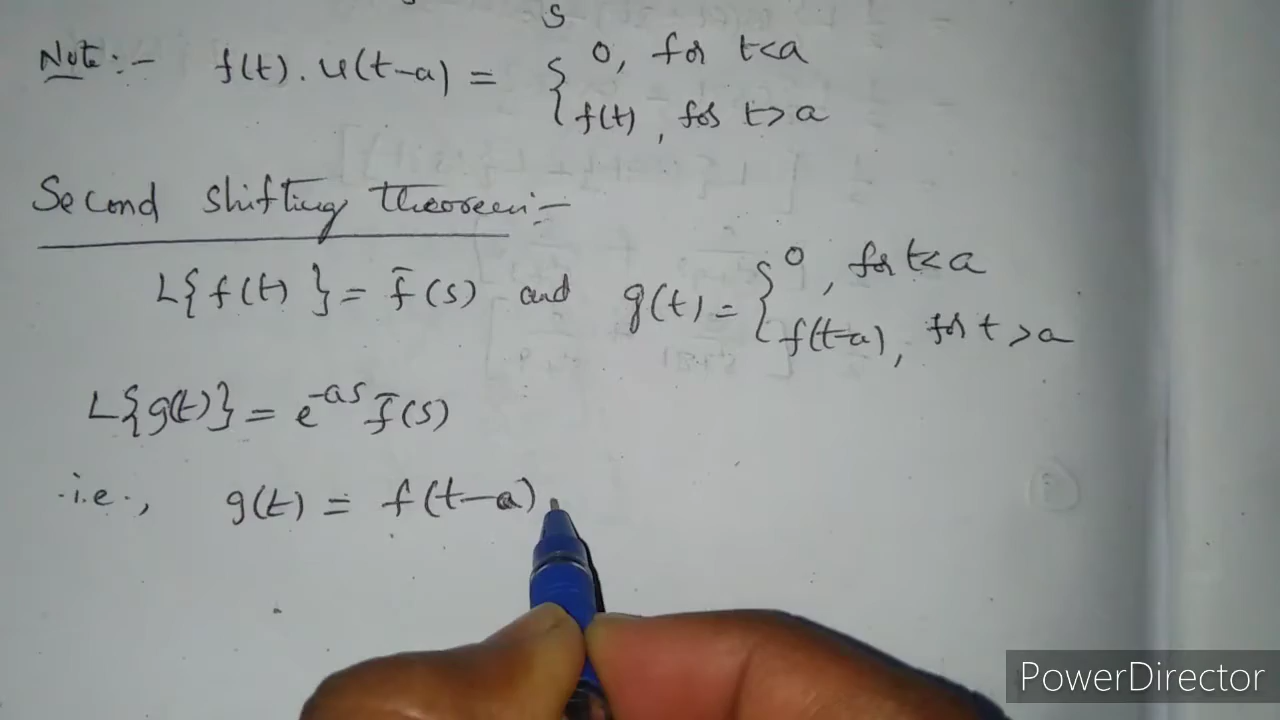 S
Note :- f(t). u(t-a) = { 0, for t<a
f(t), for t>a
Second shifting theorem:-
L{f(t)} = f̄(s) and g(t) = { 0, for t<a
f(t-a), for t>a
L{g(t)} = e^{-as} f̄(s)
i.e., g(t) = f(t-a).
PowerDirector